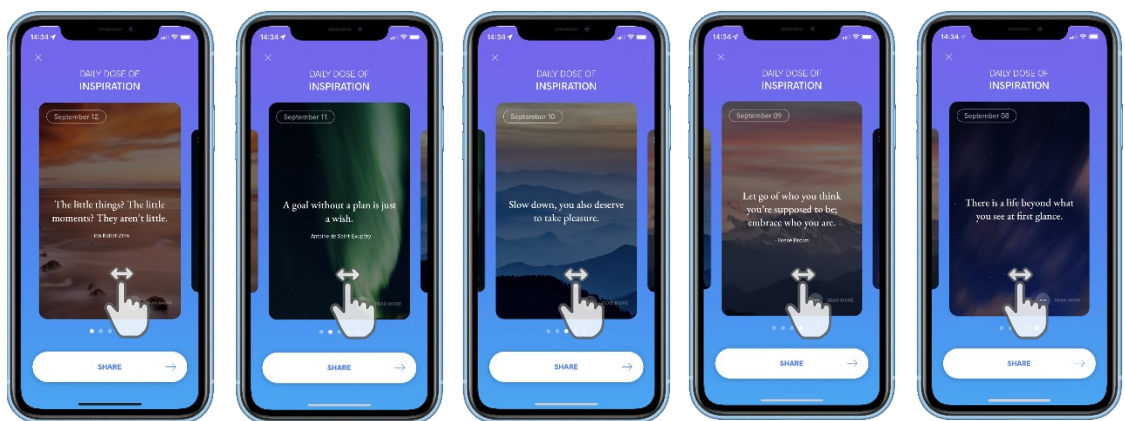 14:34
DAILY DOSE OF
INSPIRATION
September 12
The little things? The little
moments? They aren't little.
- Jon Kabat-Zinn
SHARE
14:34
DAILY DOSE OF
INSPIRATION
September 11
A goal without a plan is just
a wish.
Antoine de Saint Exupéry
READ MORE
SHARE
14:34
DAILY DOSE OF
INSPIRATION
September 10
Slow down, you also deserve
to take pleasure.
READ MORE
SHARE
14:34
DAILY DOSE OF
INSPIRATION
September 09
Let go of who you think
you're supposed to be;
embrace who you are.
- Brené Brown
READ MORE
SHARE
14:34
DAILY DOSE OF
INSPIRATION
September 08
There is a life beyond what
you see at first glance.
READ MORE
SHARE